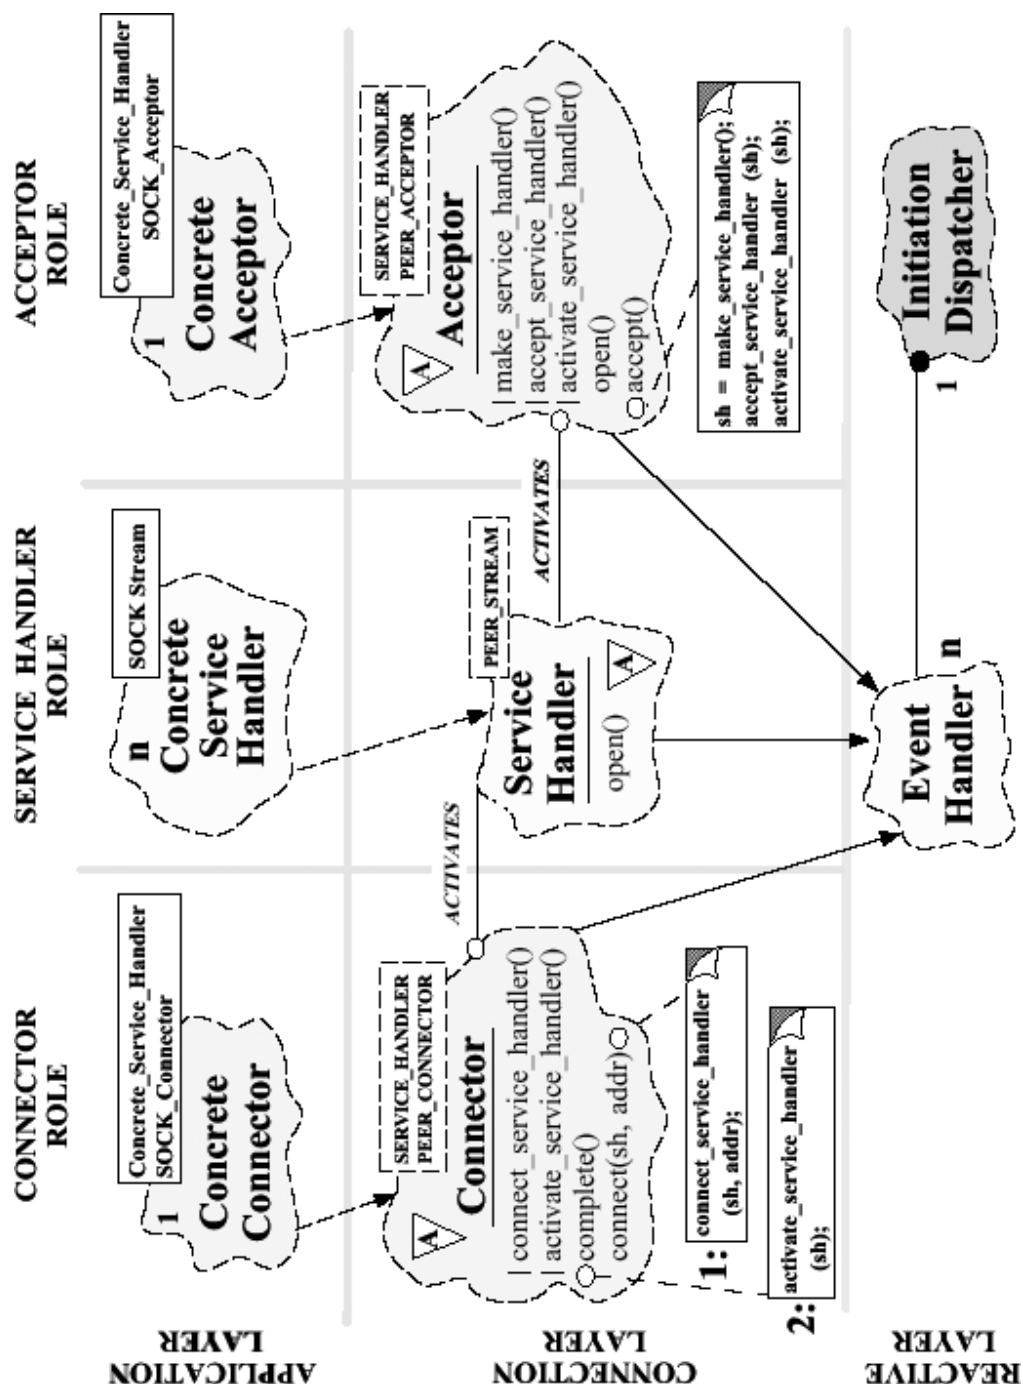 CONNECTOR
ROLE
SERVICE HANDLER
ROLE
ACCEPTOR
ROLE
APPLICATION
LAYER
Concrete_Service_Handler
SOCK_Connector
1
Concrete
Connector
SOCK Stream
n
Concrete
Service
Handler
Concrete_Service_Handler
SOCK_Acceptor
1
Concrete
Acceptor
CONNECTION
LAYER
SERVICE_HANDLER
PEER_CONNECTOR
A
Connector
connect_service_handler()
activate_service_handler()
complete()
connect(sh, addr)
1: connect_service_handler
(sh, addr);
2: activate_service_handler
(sh);
ACTIVATES
PEER_STREAM
Service
Handler
open()
A
ACTIVATES
SERVICE_HANDLER
PEER_ACCEPTOR
A
Acceptor
make_service_handler()
accept_service_handler()
activate_service_handler()
open()
accept()
sh = make_service_handler();
accept_service_handler (sh);
activate_service_handler (sh);
REACTIVE
LAYER
Event
Handler
n
1
Initiation
Dispatcher